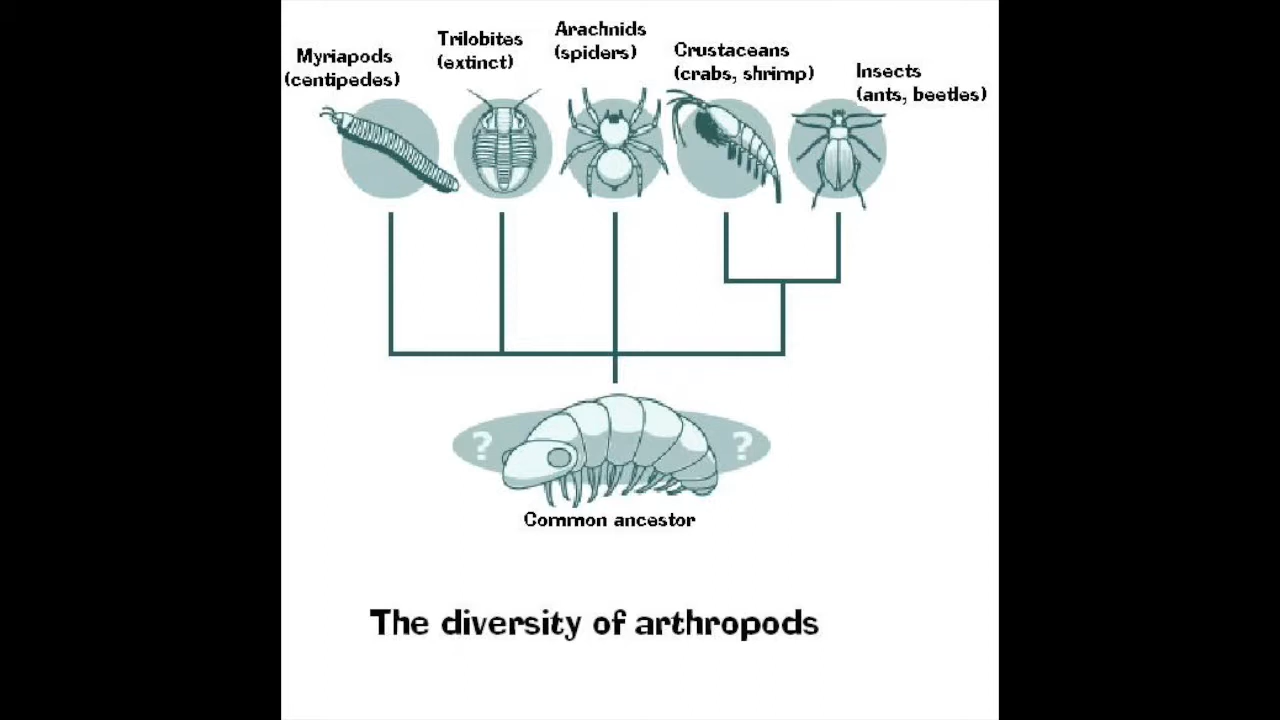 Myriapods
(centipedes)
Trilobites
(extinct)
Arachnids
(spiders)
Crustaceans
(crabs, shrimp)
Insects
(ants, beetles)
? ?
Common ancestor
The diversity of arthropods